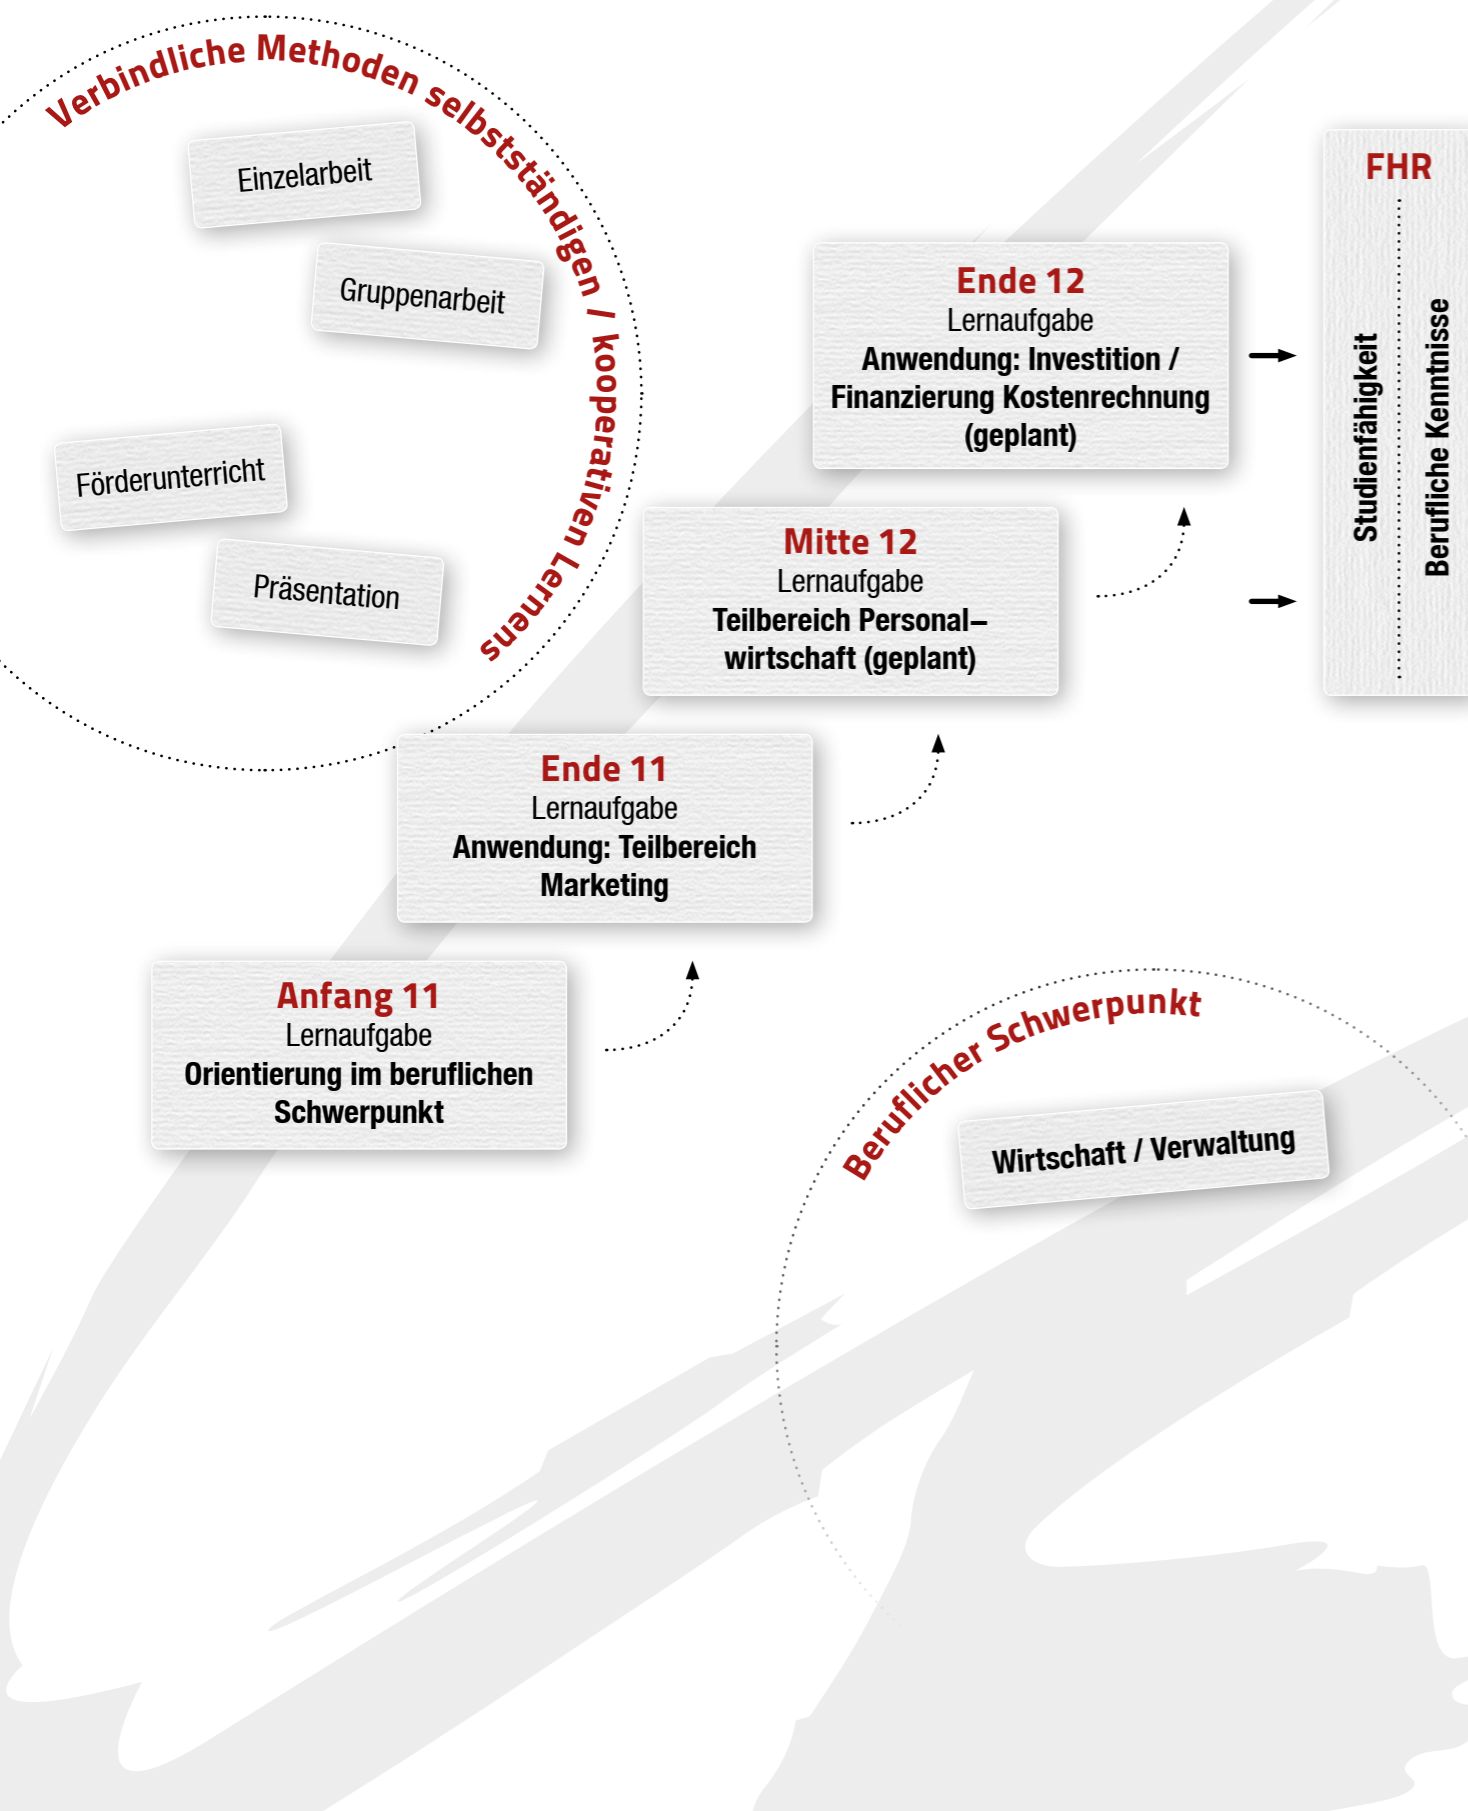 Verbindliche Methoden selbstständigen / kooperativen Lernens
Einzelarbeit
Gruppenarbeit
Förderunterricht
Präsentation
FHR
Studienfähigkeit
Berufliche Kenntnisse
Ende 12
Lernaufgabe
Anwendung: Investition /
Finanzierung Kostenrechnung
(geplant)
Mitte 12
Lernaufgabe
Teilbereich Personal–
wirtschaft (geplant)
Ende 11
Lernaufgabe
Anwendung: Teilbereich
Marketing
Anfang 11
Lernaufgabe
Orientierung im beruflichen
Schwerpunkt
Beruflicher Schwerpunkt
Wirtschaft / Verwaltung